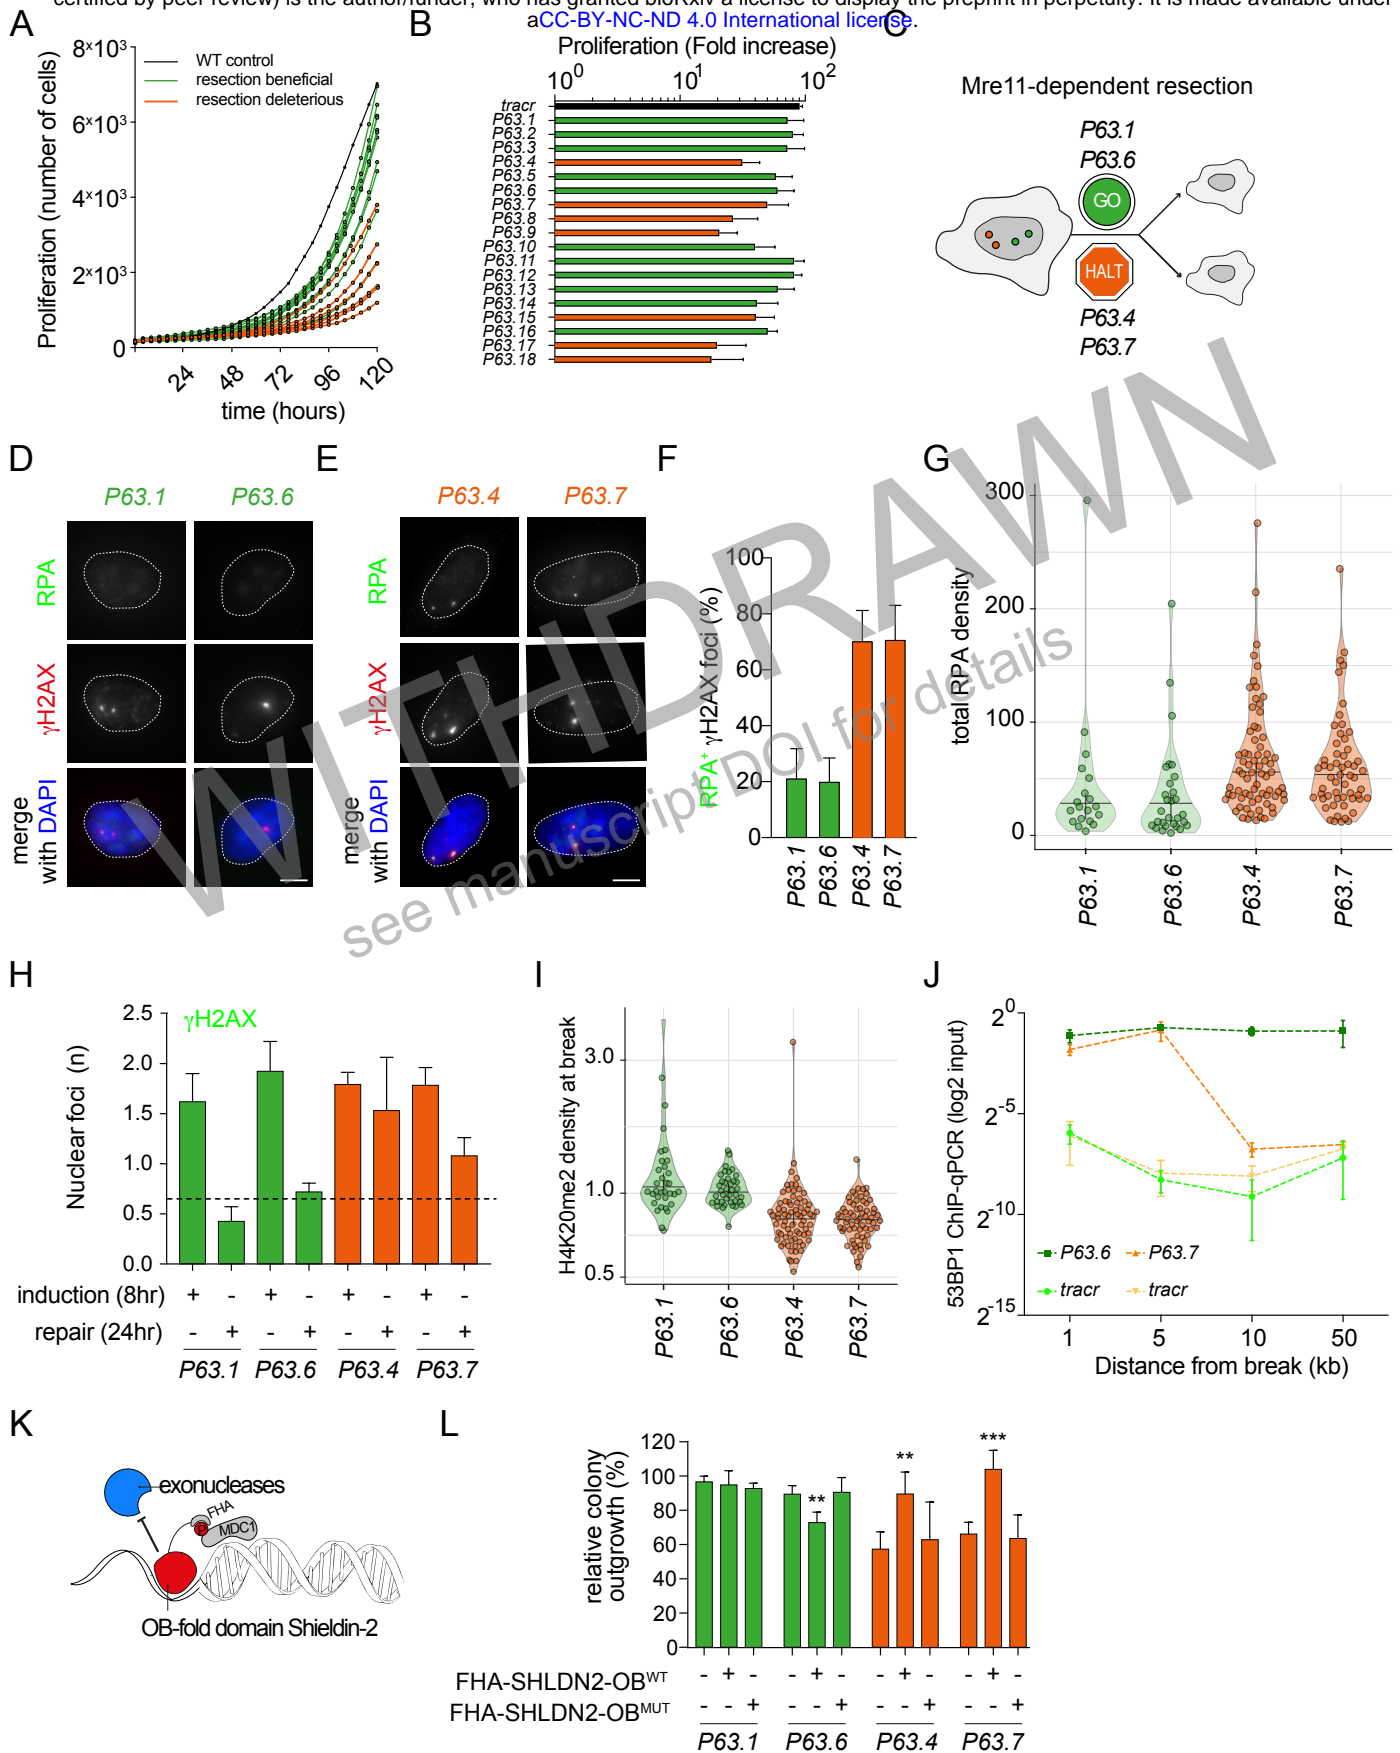 certified by peer review) is the author/funder, who has granted bioRxiv a license to display the preprint in perpetuity. It is made available under
aCC-BY-NC-ND 4.0 International license.
A
Proliferation (number of cells)
8×10³
6×10³
4×10³
2×10³
0
WT control
resection beneficial
resection deleterious
24
48
72
96
120
time (hours)
B
Proliferation (Fold increase)
10⁰
10¹
10²
tracr
P63.1
P63.2
P63.3
P63.4
P63.5
P63.6
P63.7
P63.8
P63.9
P63.10
P63.11
P63.12
P63.13
P63.14
P63.15
P63.16
P63.17
P63.18
C
Mre11-dependent resection
P63.1
P63.6
GO
HALT
P63.4
P63.7
WITHDRAWN
see manuscript DOI for details
D
P63.1
P63.6
RPA
γH2AX
merge
with DAPI
E
P63.4
P63.7
RPA
γH2AX
merge
with DAPI
F
RPA⁺ γH2AX foci (%)
100
80
60
40
20
0
P63.1
P63.6
P63.4
P63.7
G
total RPA density
300
200
100
0
P63.1
P63.6
P63.4
P63.7
H
Nuclear foci (n)
γH2AX
2.5
2.0
1.5
1.0
0.5
0.0
induction (8hr) + - + - + - + -
repair (24hr) - + - + - + - +
P63.1 P63.6 P63.4 P63.7
I
H4K20me2 density at break
3.0
1.0
0.5
P63.1
P63.6
P63.4
P63.7
J
53BP1 ChIP-qPCR (log2 input)
2⁰
2⁻⁵
2⁻¹⁰
2⁻¹⁵
P63.6 P63.7
tracr tracr
1 5 10 50
Distance from break (kb)
K
exonucleases
FHA
P
MDC1
OB-fold domain Shieldin-2
L
relative colony
outgrowth (%)
120
100
80
60
40
20
0
**
**
***
FHA-SHLDN2-OB^WT - + - - + - - + - - + -
FHA-SHLDN2-OB^MUT - - + - - + - - + - - +
P63.1 P63.6 P63.4 P63.7